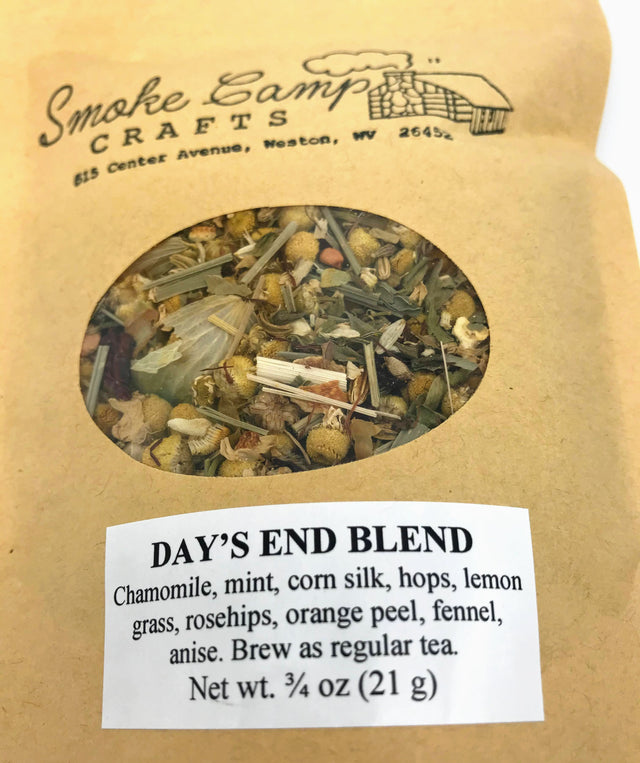 Smoke Camp
CRAFTS
615 Center Avenue, Weston, WV 26452
DAY'S END BLEND
Chamomile, mint, corn silk, hops, lemon
grass, rosehips, orange peel, fennel,
anise. Brew as regular tea.
Net wt. ¾ oz (21 g)